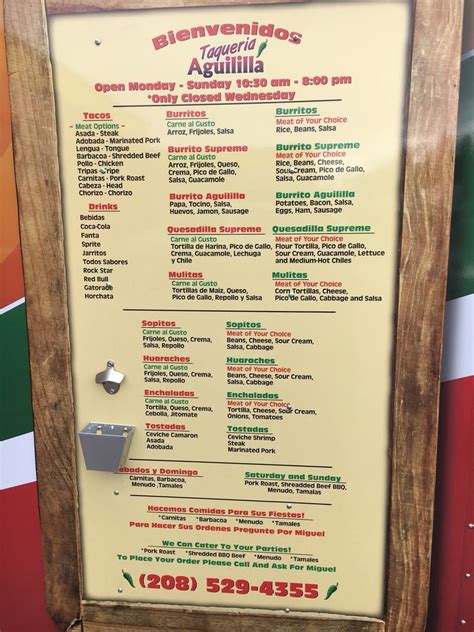 Bienvenidos
Taqueria
Aguililla
Open Monday - Sunday 10:30 am - 8:00 pm
*Only Closed Wednesday
Tacos
- Meat Options -
Asada - Steak
Adobada - Marinated Pork
Lengua - Tongue
Barbacoa - Shredded Beef
Pollo - Chicken
Tripas - Tripe
Carnitas - Pork Roast
Cabeza - Head
Chorizo - Chorizo
Drinks
Bebidas
Coca-Cola
Fanta
Sprite
Jarritos
Todos Sabores
Rock Star
Red Bull
Gatorade
Horchata
Burritos
Carne al Gusto
Arroz, Frijoles, Salsa
Burrito Supreme
Carne al Gusto
Arroz, Frijoles, Queso,
Crema, Pico de Gallo,
Salsa, Guacamole
Burrito Aguililla
Papa, Tocino, Salsa,
Huevos, Jamon, Sausage
Quesadilla Suprema
Carne al Gusto
Tortilla de Harina, Pico de Gallo,
Crema, Guacamole, Lechuga
y Chile
Mulitas
Carne al Gusto
Tortillas de Maiz, Queso,
Pico de Gallo, Repollo y Salsa
Burritos
Meat of Your Choice
Rice, Beans, Salsa
Burrito Supreme
Meat of Your Choice
Rice, Beans, Cheese,
Sour Cream, Pico de Gallo,
Salsa, Guacamole
Burrito Aguililla
Potatoes, Bacon, Salsa,
Eggs, Ham, Sausage
Quesadilla Supreme
Meat of Your Choice
Flour Tortilla, Pico de Gallo,
Sour Cream, Guacamole, Lettuce
and Medium-Hot Chiles
Mulitas
Meat of Your Choice
Corn Tortillas, Cheese,
Pico de Gallo, Cabbage and Salsa
Sopitos
Carne al Gusto
Frijoles, Queso, Crema,
Salsa, Repollo
Huaraches
Carne al Gusto
Frijoles, Queso, Crema,
Salsa, Repollo
Enchaladas
Carne al Gusto
Tortilla, Queso, Crema,
Cebolla, Jitomate
Tostadas
Ceviche Camaron
Asada
Adobada
Sopitos
Meat of Your Choice
Beans, Cheese, Sour Cream,
Salsa, Cabbage
Huaraches
Meat of Your Choice
Beans, Cheese, Sour Cream,
Salsa, Cabbage
Enchaladas
Meat of Your Choice
Tortilla, Cheese, Sour Cream,
Onions, Tomatoes
Tostadas
Ceviche Shrimp
Steak
Marinated Pork
Sabados y Domingo
Carnitas, Barbacoa,
Menudo, Tamales
Saturday and Sunday
Pork Roast, Shreadded Beef BBQ,
Menudo, Tamales
Hacemos Comidas Para Sus Fiestas!
*Carnitas *Barbacoa *Menudo *Tamales
Para Hacer Sus Ordenes Pregunte Por Miguel
We Can Cater To Your Parties!
*Pork Roast *Shredded BBQ Beef *Menudo *Tamales
To Place Your Order Please Call And Ask For Miguel
(208) 529-4355